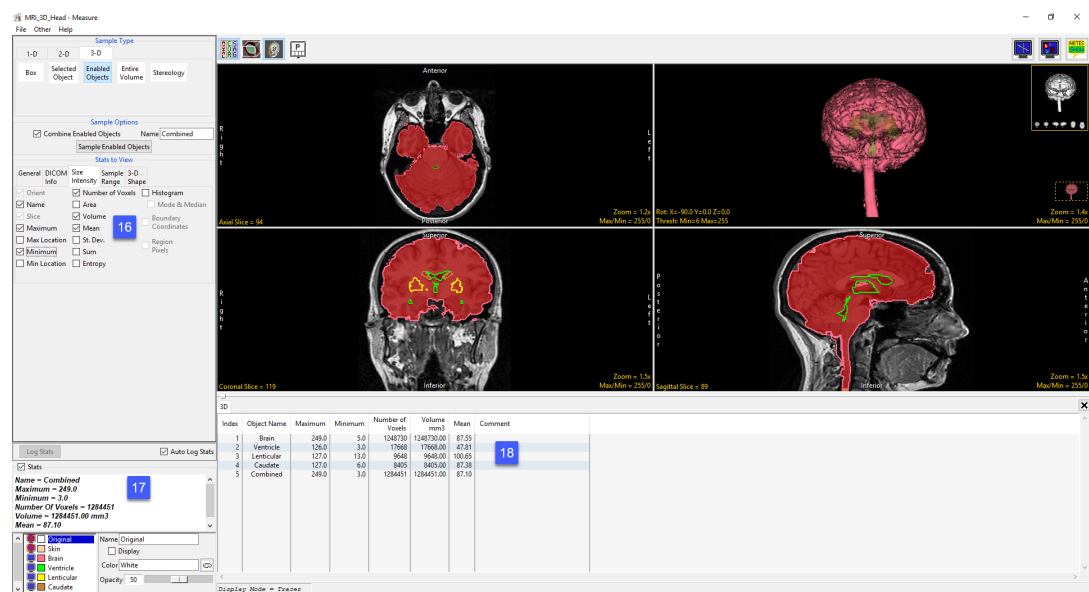 MRI_3D_Head - Measure
File Other Help
Sample Type
1-D 2-D 3-D
Box Selected Object Enabled Objects Entire Volume Stereology
Sample Options
Combine Enabled Objects Name Combined
Sample Enabled Objects
Stats to View
General DICOM Info Size Intensity Sample Range 3-D Shape
Orient Number of Voxels Histogram
Name Area Mode & Median
Slice Volume Boundary Coordinates
Maximum Mean
Max Location St. Dev. Region Pixels
Minimum Sum
Min Location Entropy
16
Log Stats Auto Log Stats
Stats
Name = Combined
Maximum = 249.0
Minimum = 3.0
Number Of Voxels = 1284451
Volume = 1284451.00 mm3
Mean = 87.10
17
Original
Skin
Brain
Ventricle
Lenticular
Caudate
Name Original
Display
Color White
Opacity 50
P
NOTES
SHOW
Anterior
Right
Left
Posterior
Axial Slice = 94
Zoom = 1.2x
Max/Min = 255/0
Rot: X=-90.0 Y=0.0 Z=0.0
Thresh: Min=6 Max=255
Zoom = 1.4x
Max/Min = 255/0
Superior
Right
Left
Inferior
Coronal Slice = 119
Zoom = 1.5x
Max/Min = 255/0
Superior
Posterior
Anterior
Inferior
Sagittal Slice = 89
Zoom = 1.5x
Max/Min = 255/0
3D
Index Object Name Maximum Minimum Number of Voxels Volume mm3 Mean Comment
1 Brain 249.0 5.0 1248730 1248730.00 87.55
2 Ventricle 126.0 3.0 17668 17668.00 47.81
3 Lenticular 127.0 13.0 9648 9648.00 100.65
4 Caudate 127.0 6.0 8405 8405.00 87.38
5 Combined 249.0 3.0 1284451 1284451.00 87.10
18
Display Mode = Traces